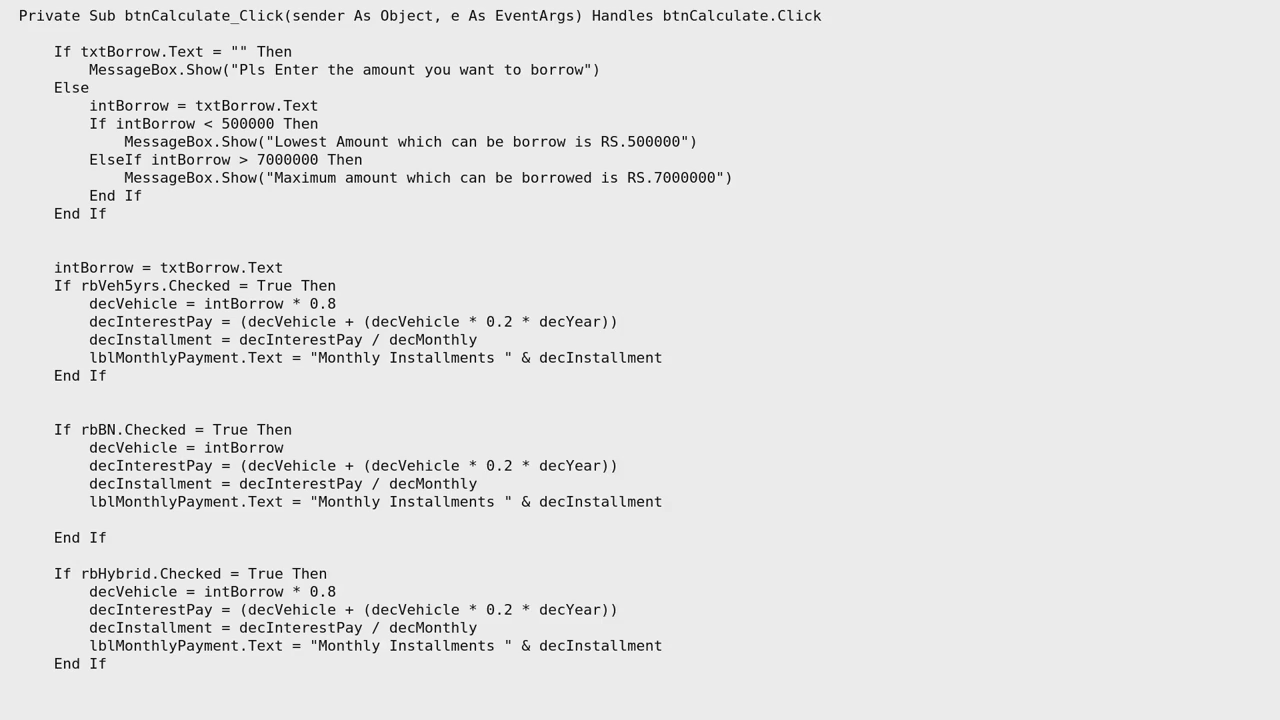 Private Sub btnCalculate_Click(sender As Object, e As EventArgs) Handles btnCalculate.Click
If txtBorrow.Text = "" Then
MessageBox.Show("Pls Enter the amount you want to borrow")
Else
intBorrow = txtBorrow.Text
If intBorrow < 500000 Then
MessageBox.Show("Lowest Amount which can be borrow is RS.500000")
ElseIf intBorrow > 7000000 Then
MessageBox.Show("Maximum amount which can be borrowed is RS.7000000")
End If
End If
intBorrow = txtBorrow.Text
If rbVeh5yrs.Checked = True Then
decVehicle = intBorrow * 0.8
decInterestPay = (decVehicle + (decVehicle * 0.2 * decYear))
decInstallment = decInterestPay / decMonthly
lblMonthlyPayment.Text = "Monthly Installments " & decInstallment
End If
If rbBN.Checked = True Then
decVehicle = intBorrow
decInterestPay = (decVehicle + (decVehicle * 0.2 * decYear))
decInstallment = decInterestPay / decMonthly
lblMonthlyPayment.Text = "Monthly Installments " & decInstallment
End If
If rbHybrid.Checked = True Then
decVehicle = intBorrow * 0.8
decInterestPay = (decVehicle + (decVehicle * 0.2 * decYear))
decInstallment = decInterestPay / decMonthly
lblMonthlyPayment.Text = "Monthly Installments " & decInstallment
End If